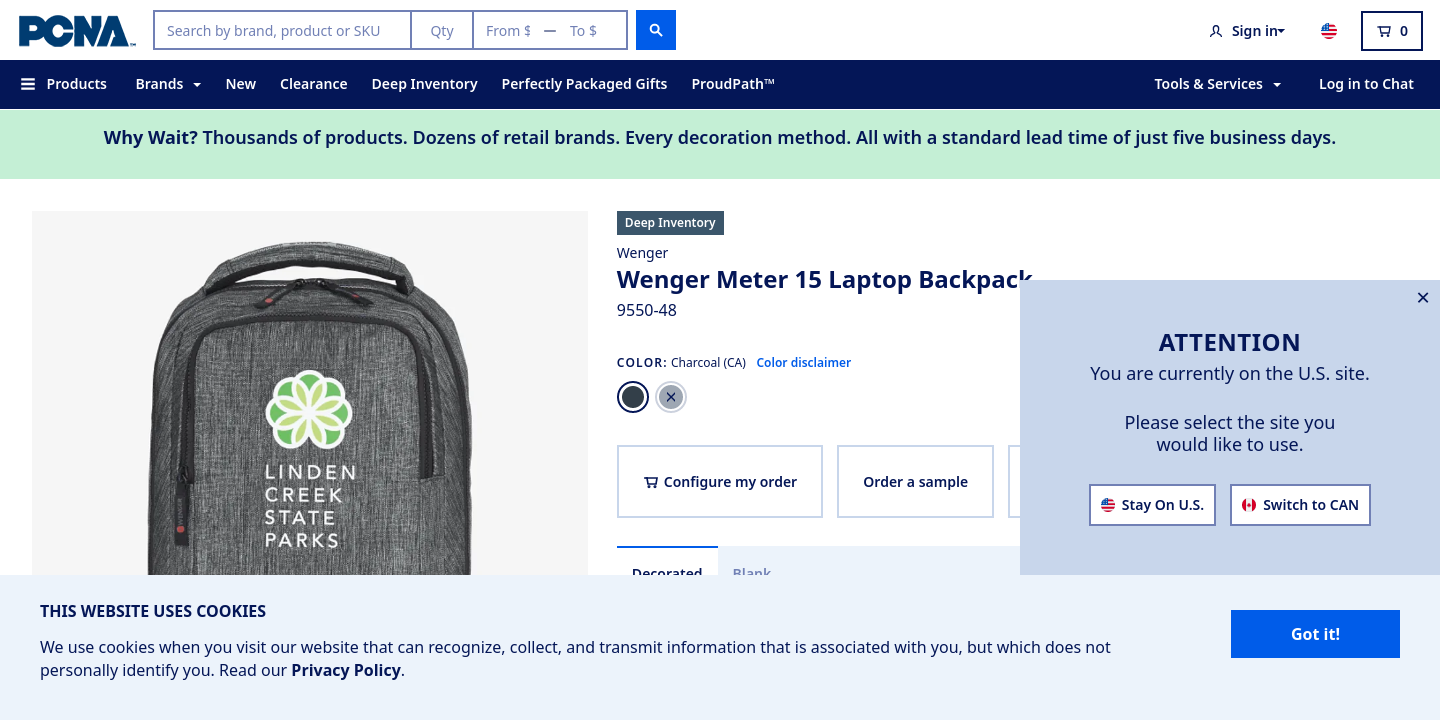 PCNA™
Search by brand, product or SKU
Qty
From $ — To $
Sign in
0
Products
Brands
New
Clearance
Deep Inventory
Perfectly Packaged Gifts
ProudPath™
Tools & Services
Log in to Chat
Why Wait? Thousands of products. Dozens of retail brands. Every decoration method. All with a standard lead time of just five business days.
LINDEN
CREEK
STATE
PARKS
Deep Inventory
Wenger
Wenger Meter 15 Laptop Backpack
9550-48
COLOR: Charcoal (CA) Color disclaimer
Configure my order
Order a sample
Decorated
Blank
ATTENTION
You are currently on the U.S. site.
Please select the site you
would like to use.
Stay On U.S.
Switch to CAN
THIS WEBSITE USES COOKIES
We use cookies when you visit our website that can recognize, collect, and transmit information that is associated with you, but which does not
personally identify you. Read our Privacy Policy.
Got it!